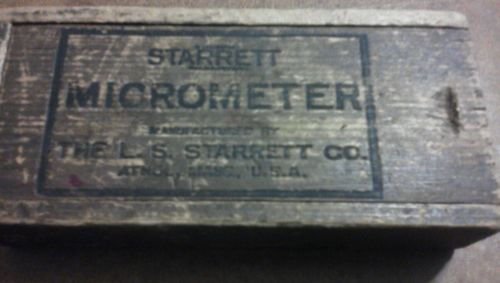 STARRETT
MICROMETER
MANUFACTURED BY
THE L. S. STARRETT CO.
ATHOL, MASS., U.S.A.